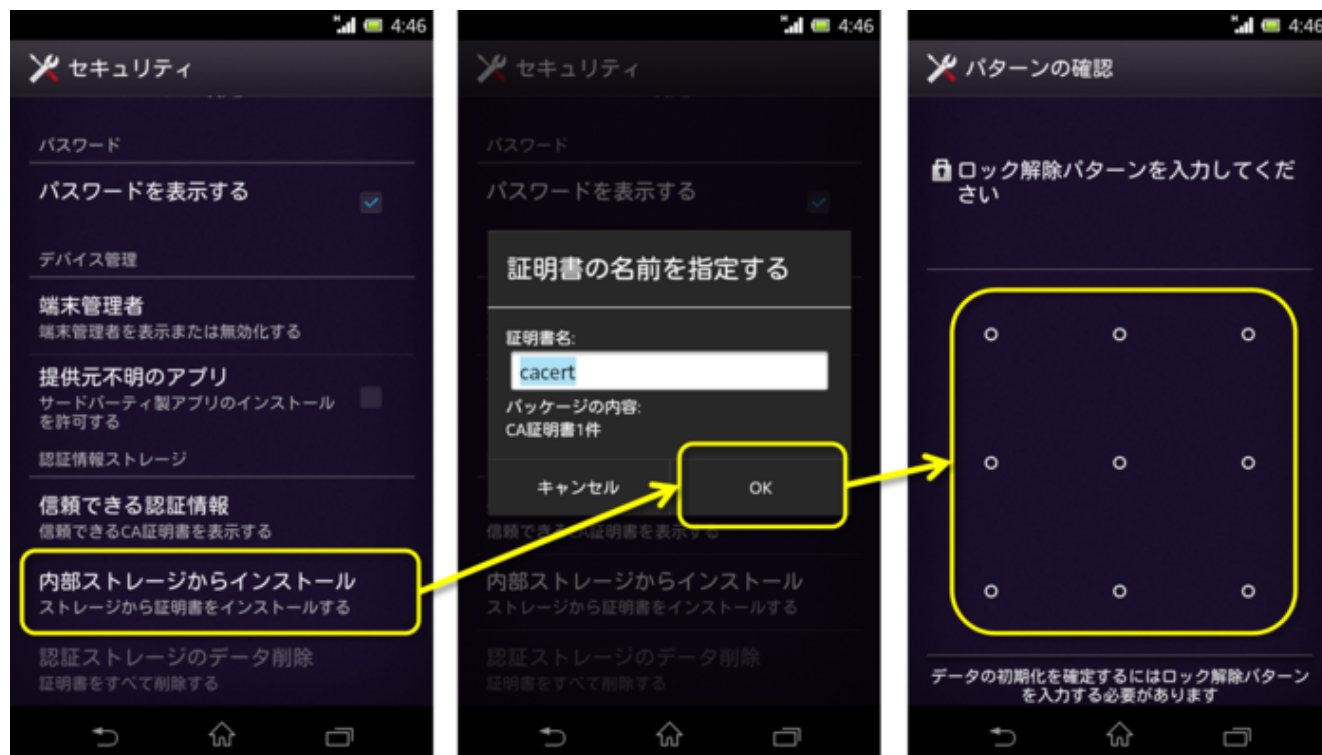 H 4:46
セキュリティ
パスワード
パスワードを表示する
デバイス管理
端末管理者
端末管理者を表示または無効化する
提供元不明のアプリ
サードパーティ製アプリのインストール
を許可する
認証情報ストレージ
信頼できる認証情報
信頼できるCA証明書を表示する
内部ストレージからインストール
ストレージから証明書をインストールする
認証ストレージのデータ削除
証明書をすべて削除する
H 4:46
セキュリティ
パスワード
パスワードを表示する
証明書の名前を指定する
証明書名:
cacert
パッケージの内容:
CA証明書1件
キャンセル
OK
信頼できるCA証明書を表示する
内部ストレージからインストール
ストレージから証明書をインストールする
認証ストレージのデータ削除
証明書をすべて削除する
H 4:46
パターンの確認
ロック解除パターンを入力してくだ
さい
データの初期化を確定するにはロック解除パターン
を入力する必要があります